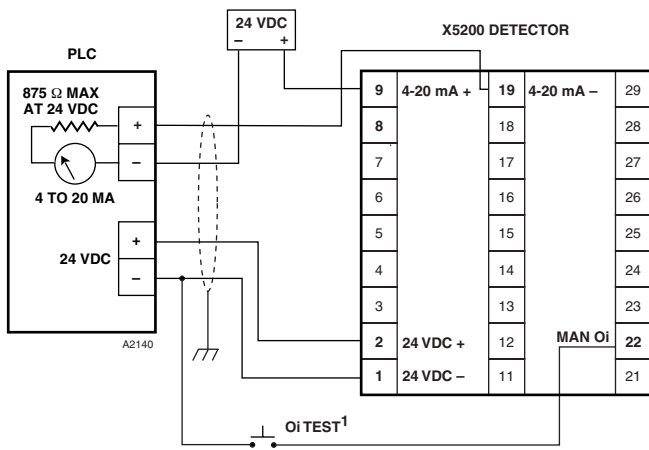 24 VDC
– +
X5200 DETECTOR
PLC
875 Ω MAX
AT 24 VDC
+
–
4 TO 20 MA
+
24 VDC
–
A2140
9 4-20 mA + 19 4-20 mA – 29
8 18 28
7 17 27
6 16 26
5 15 25
4 14 24
3 13 23
2 24 VDC + 12 MAN Oi 22
1 24 VDC – 11 21
Oi TEST1